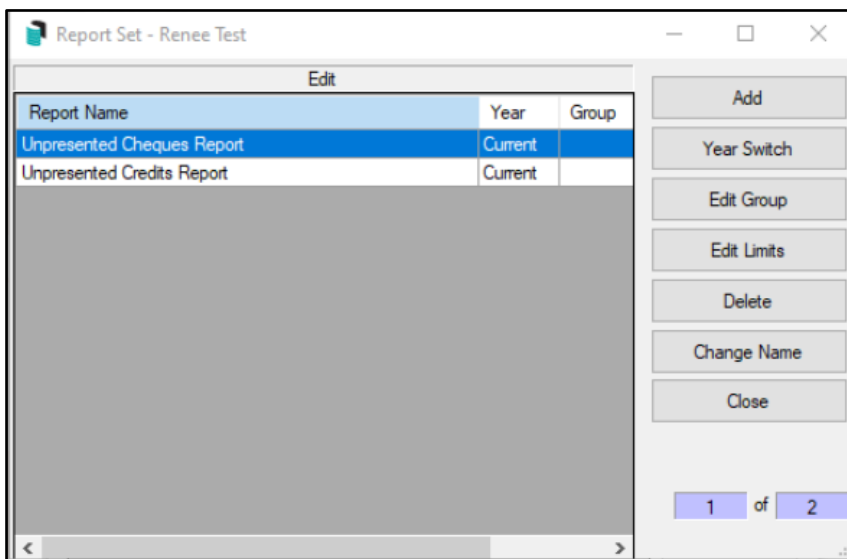 Report Set - Renee Test
Edit
Report Name Year Group
Unpresented Cheques Report Current
Unpresented Credits Report Current
Add
Year Switch
Edit Group
Edit Limits
Delete
Change Name
Close
1 of 2